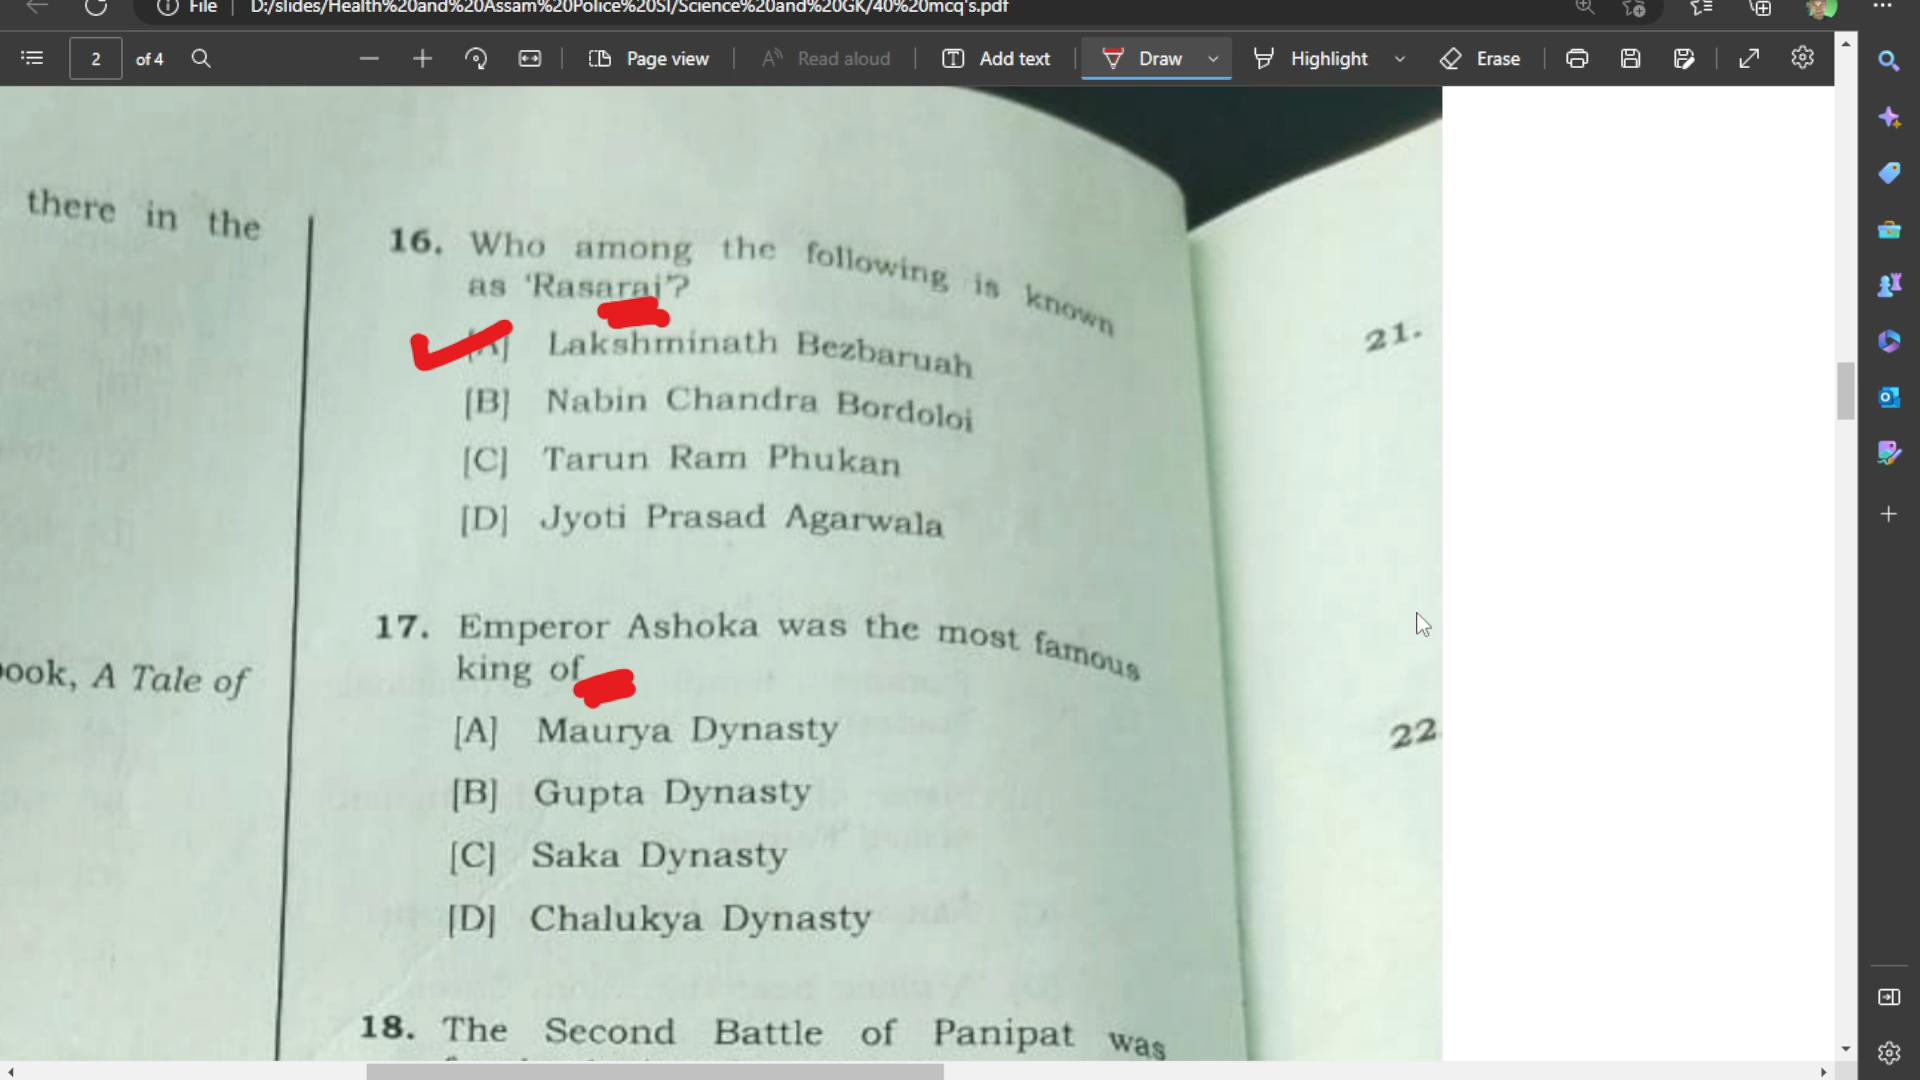 File
D:/slides/Health%20and%20Assam%20Police%20SI/Science%20and%20GK/40%20mcq's.pdf
2 of 4
Page view
Read aloud
Add text
Draw
Highlight
Erase
there in the
ook, A Tale of
16. Who among the following is known
as 'Rasaraj'?
[A] Lakshminath Bezbaruah
[B] Nabin Chandra Bordoloi
[C] Tarun Ram Phukan
[D] Jyoti Prasad Agarwala
17. Emperor Ashoka was the most famous
king of
[A] Maurya Dynasty
[B] Gupta Dynasty
[C] Saka Dynasty
[D] Chalukya Dynasty
18. The Second Battle of Panipat was
21.
22